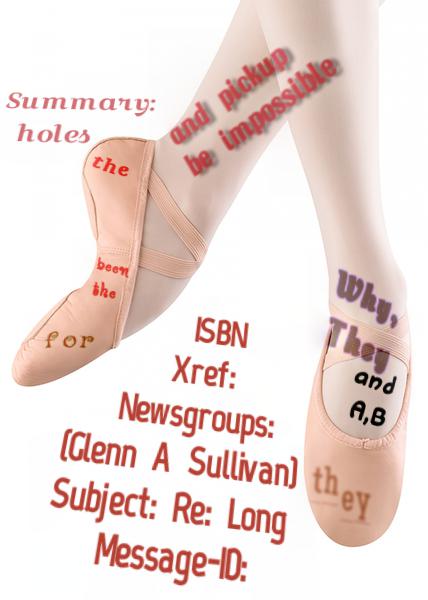 and pickup
be impossible
Summary:
holes
the
been
the
for
Why,
They
and
A,B
they
ISBN
Xref:
Newsgroups:
(Glenn A Sullivan)
Subject: Re: Long
Message-ID: